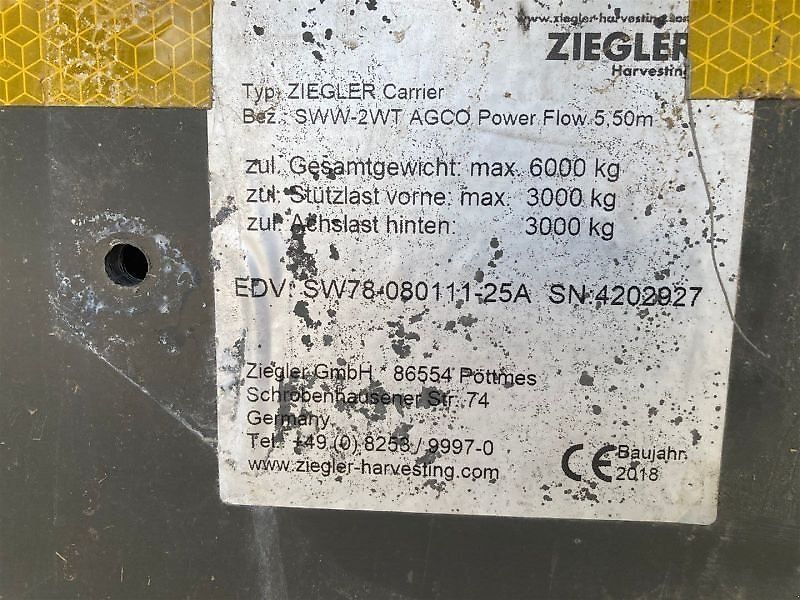 www.ziegler-harvesting.com
ZIEGLER
Harvesting
Typ: ZIEGLER Carrier
Bez.: SWW-2WT AGCO Power Flow 5,50m
zul. Gesamtgewicht: max. 6000 kg
zul. Stützlast vorne: max. 3000 kg
zul. Achslast hinten: 3000 kg
EDV: SW78-080111-25A SN 4202927
Ziegler GmbH * 86554 Pöttmes
Schrobenhausener Str. 74
Germany
Tel. +49 (0) 8253 / 9997-0
www.ziegler-harvesting.com
CE Baujahr
2018